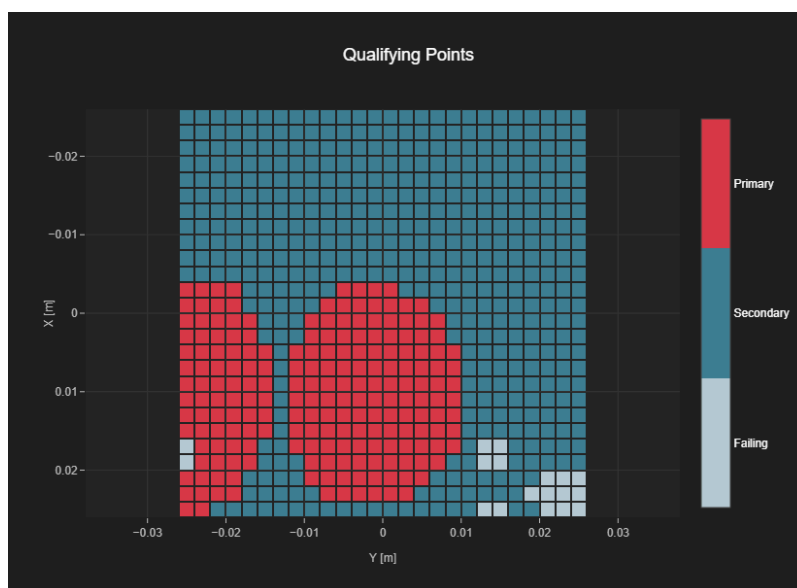 Qualifying Points
−0.02
−0.01
0
0.01
0.02
X [m]
−0.03
−0.02
−0.01
0
0.01
0.02
0.03
Y [m]
Primary
Secondary
Failing